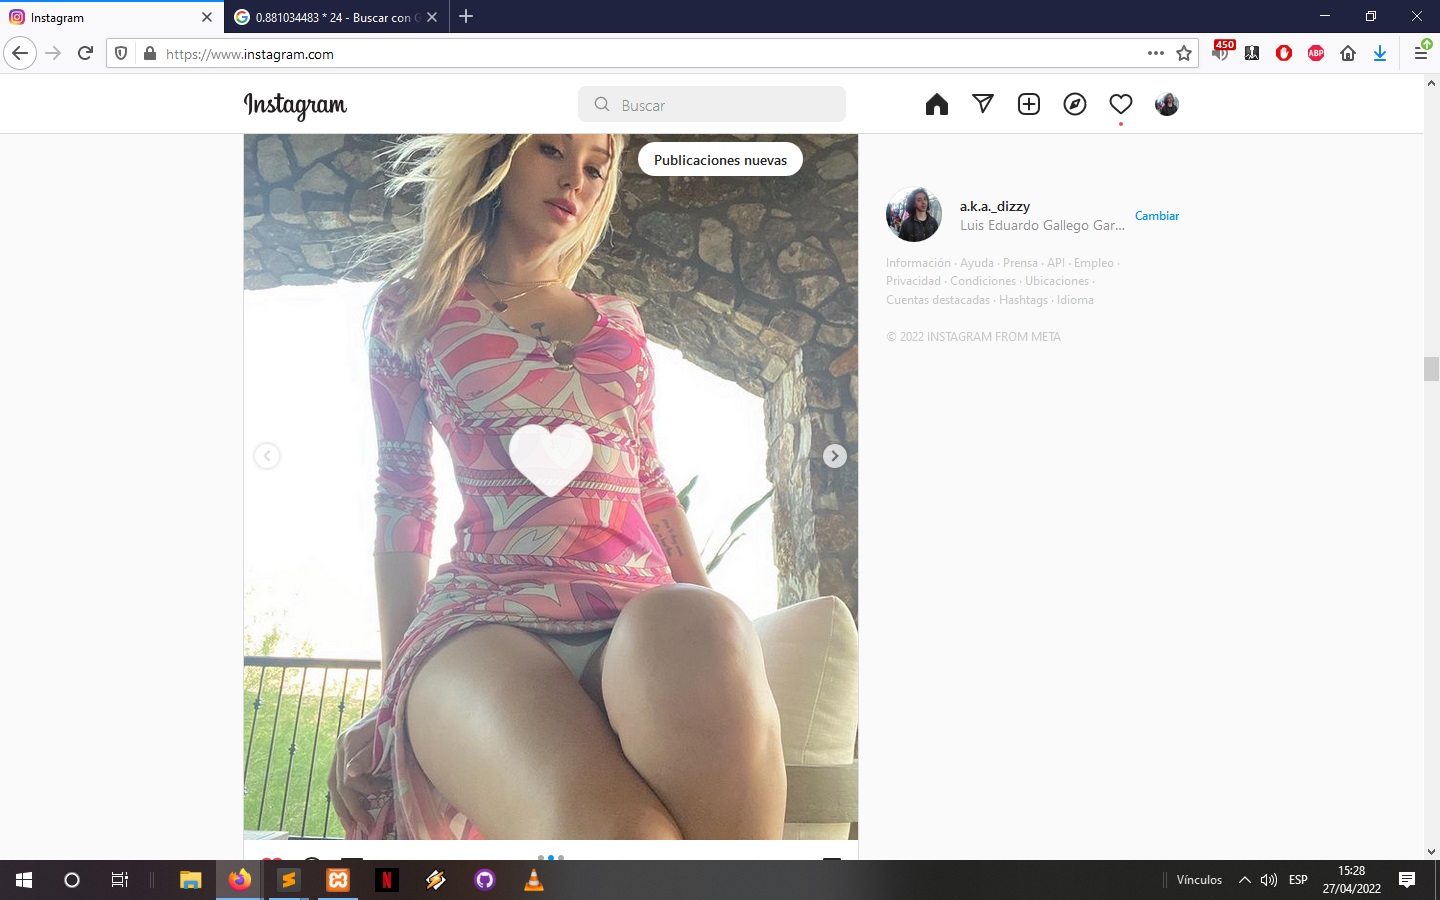 Instagram
0.881034483 * 24 - Buscar con G
https://www.instagram.com
450
ABP
Instagram
Buscar
Publicaciones nuevas
a.k.a._dizzy
Luis Eduardo Gallego Gar...
Cambiar
Información · Ayuda · Prensa · API · Empleo ·
Privacidad · Condiciones · Ubicaciones ·
Cuentas destacadas · Hashtags · Idioma
© 2022 INSTAGRAM FROM META
Vínculos
ESP
15:28
27/04/2022